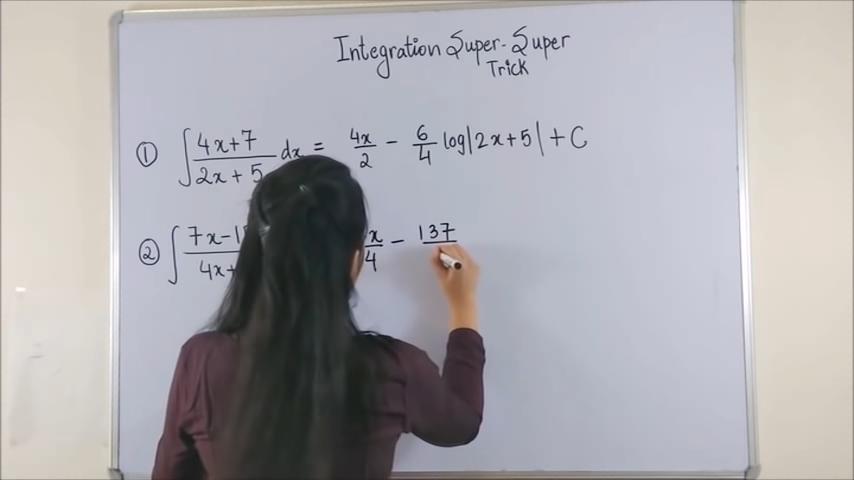 Integration Super-Super
Trick
① ∫ (4x+7)/(2x+5) dx = 4x/2 - 6/4 log|2x+5| + C
② ∫ (7x-1)/(4x+ x/4 - 137